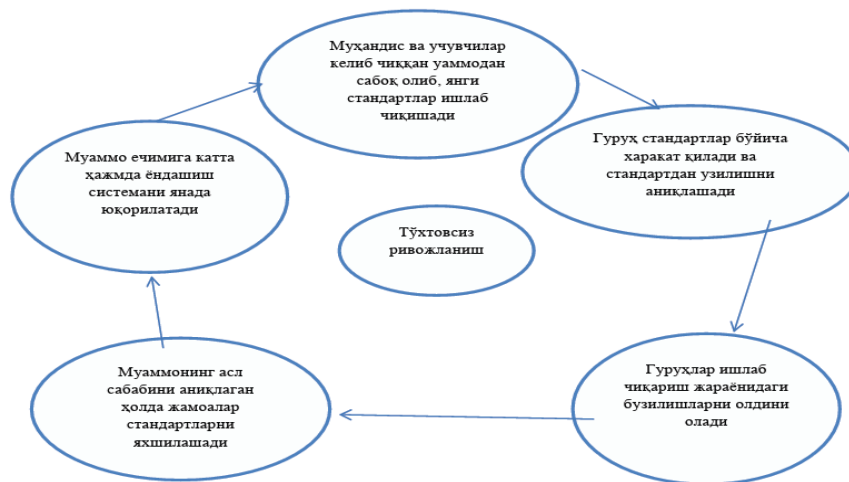 Муҳандис ва учувчилар
келиб чиққан уаммодан
сабоқ олиб, янги
стандартлар ишлаб
чиқишади
Гуруҳ стандартлар бўйича
харакат қилади ва
стандартдан узилишни
аниқлашади
Гуруҳлар ишлаб
чиқариш жараёнидаги
бузилишларни олдини
олади
Муаммонинг асл
сабабини аниқлаган
ҳолда жамоалар
стандартларни
яхшилашади
Муаммо ечимига катта
ҳажмда ёндашиш
системани янада
юқорилатади
Тўхтовсиз
ривожланиш